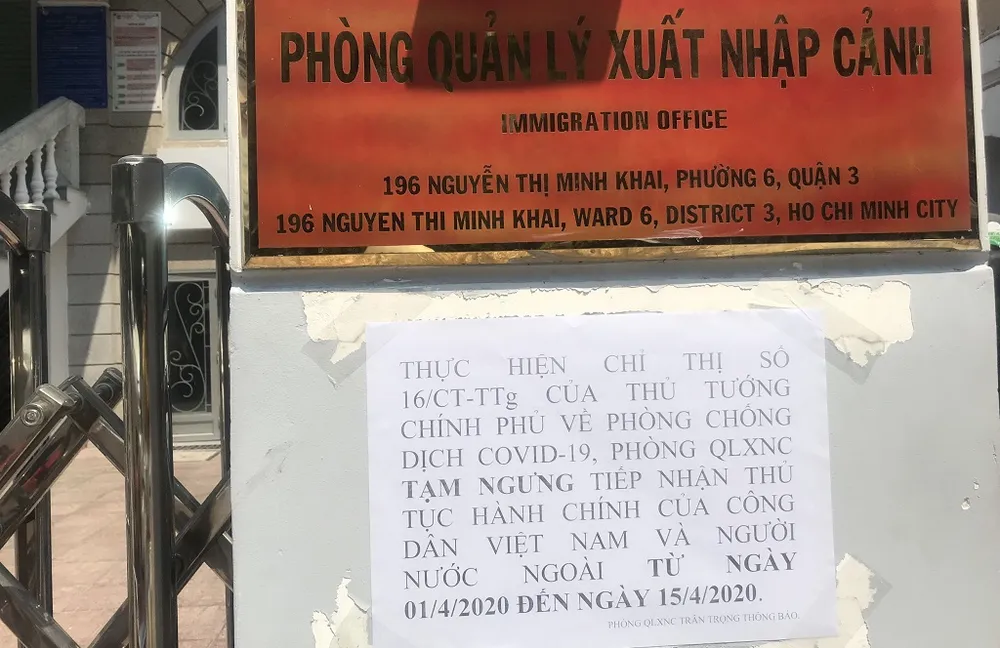 PHÒNG QUẢN LÝ XUẤT NHẬP CẢNH
IMMIGRATION OFFICE
196 NGUYỄN THỊ MINH KHAI, PHƯỜNG 6, QUẬN 3
196 NGUYEN THI MINH KHAI, WARD 6, DISTRICT 3, HO CHI MINH CITY
THỰC HIỆN CHỈ THỊ SỐ
16/CT-TTg CỦA THỦ TƯỚNG
CHÍNH PHỦ VỀ PHÒNG CHỐNG
DỊCH COVID-19, PHÒNG QLXNC
TẠM NGƯNG TIẾP NHẬN THỦ
TỤC HÀNH CHÍNH CỦA CÔNG
DÂN VIỆT NAM VÀ NGƯỜI
NƯỚC NGOÀI TỪ NGÀY
01/4/2020 ĐẾN NGÀY 15/4/2020.
PHÒNG QLXNC TRÂN TRỌNG THÔNG BÁO.